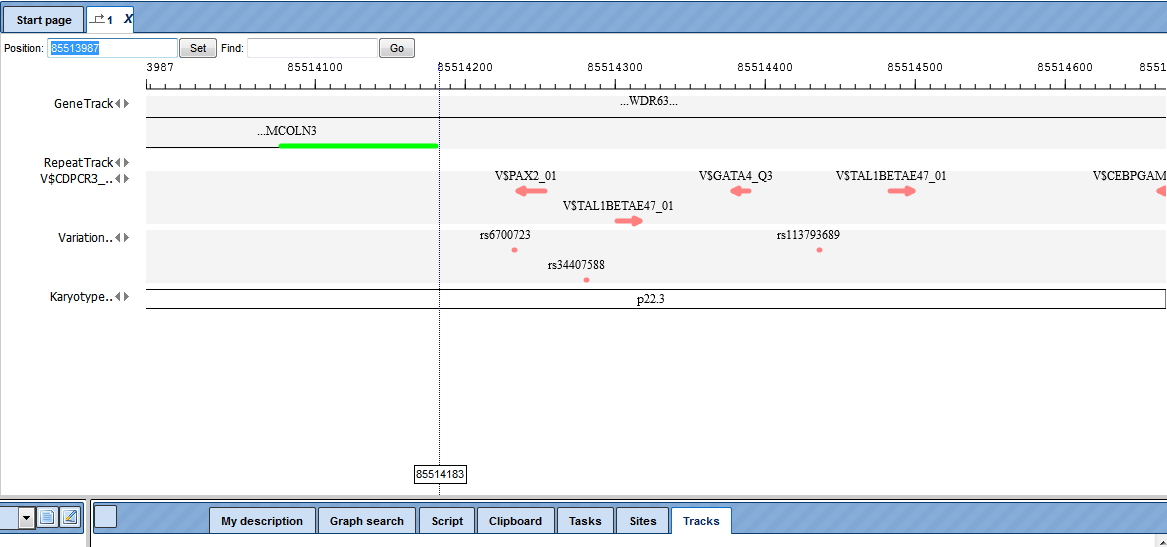 Start page 1 X
Position: 85513987 Set Find: Go
3987 85514100 85514200 85514300 85514400 85514500 85514600 8551
GeneTrack ...WDR63...
...MCOLN3
RepeatTrack
V$CDPCR3_.. V$PAX2_01 V$GATA4_Q3 V$TAL1BETAE47_01 V$CEBPGAM
V$TAL1BETAE47_01
Variation.. rs6700723 rs113793689
rs34407588
Karyotype.. p22.3
85514183
My description Graph search Script Clipboard Tasks Sites Tracks